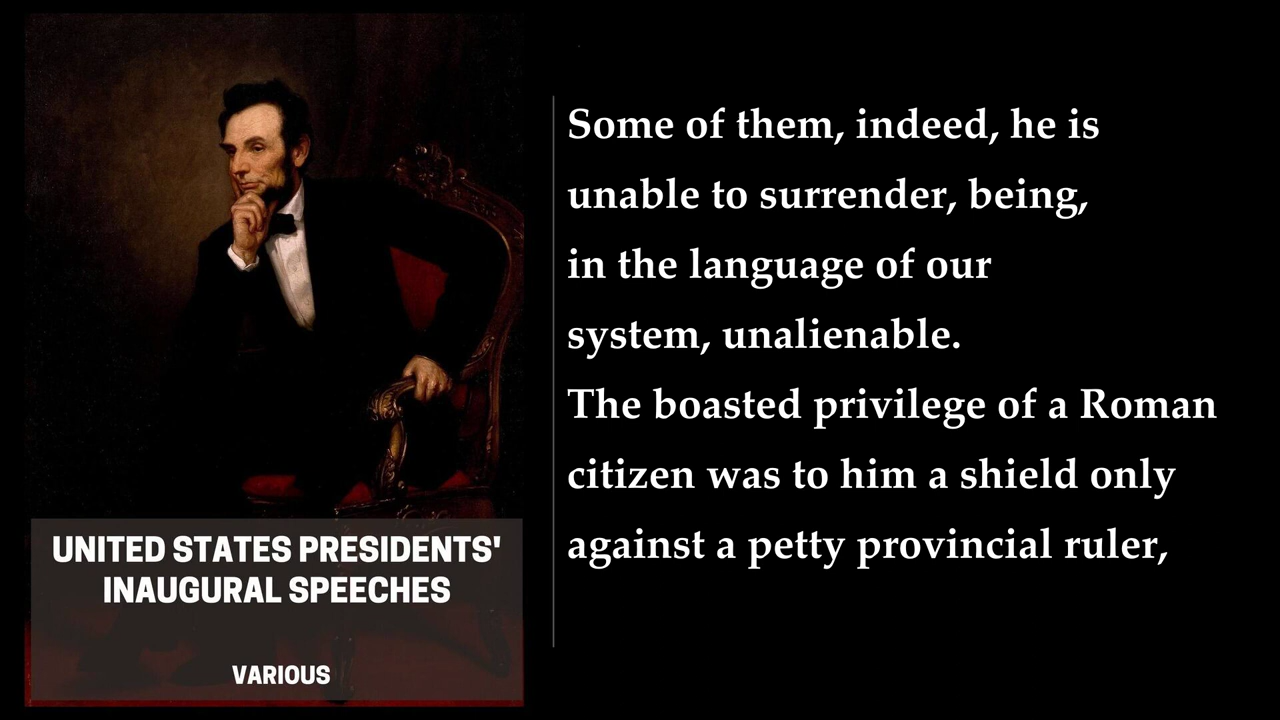 Some of them, indeed, he is
unable to surrender, being,
in the language of our
system, unalienable.
The boasted privilege of a Roman
citizen was to him a shield only
against a petty provincial ruler,
UNITED STATES PRESIDENTS'
INAUGURAL SPEECHES
VARIOUS